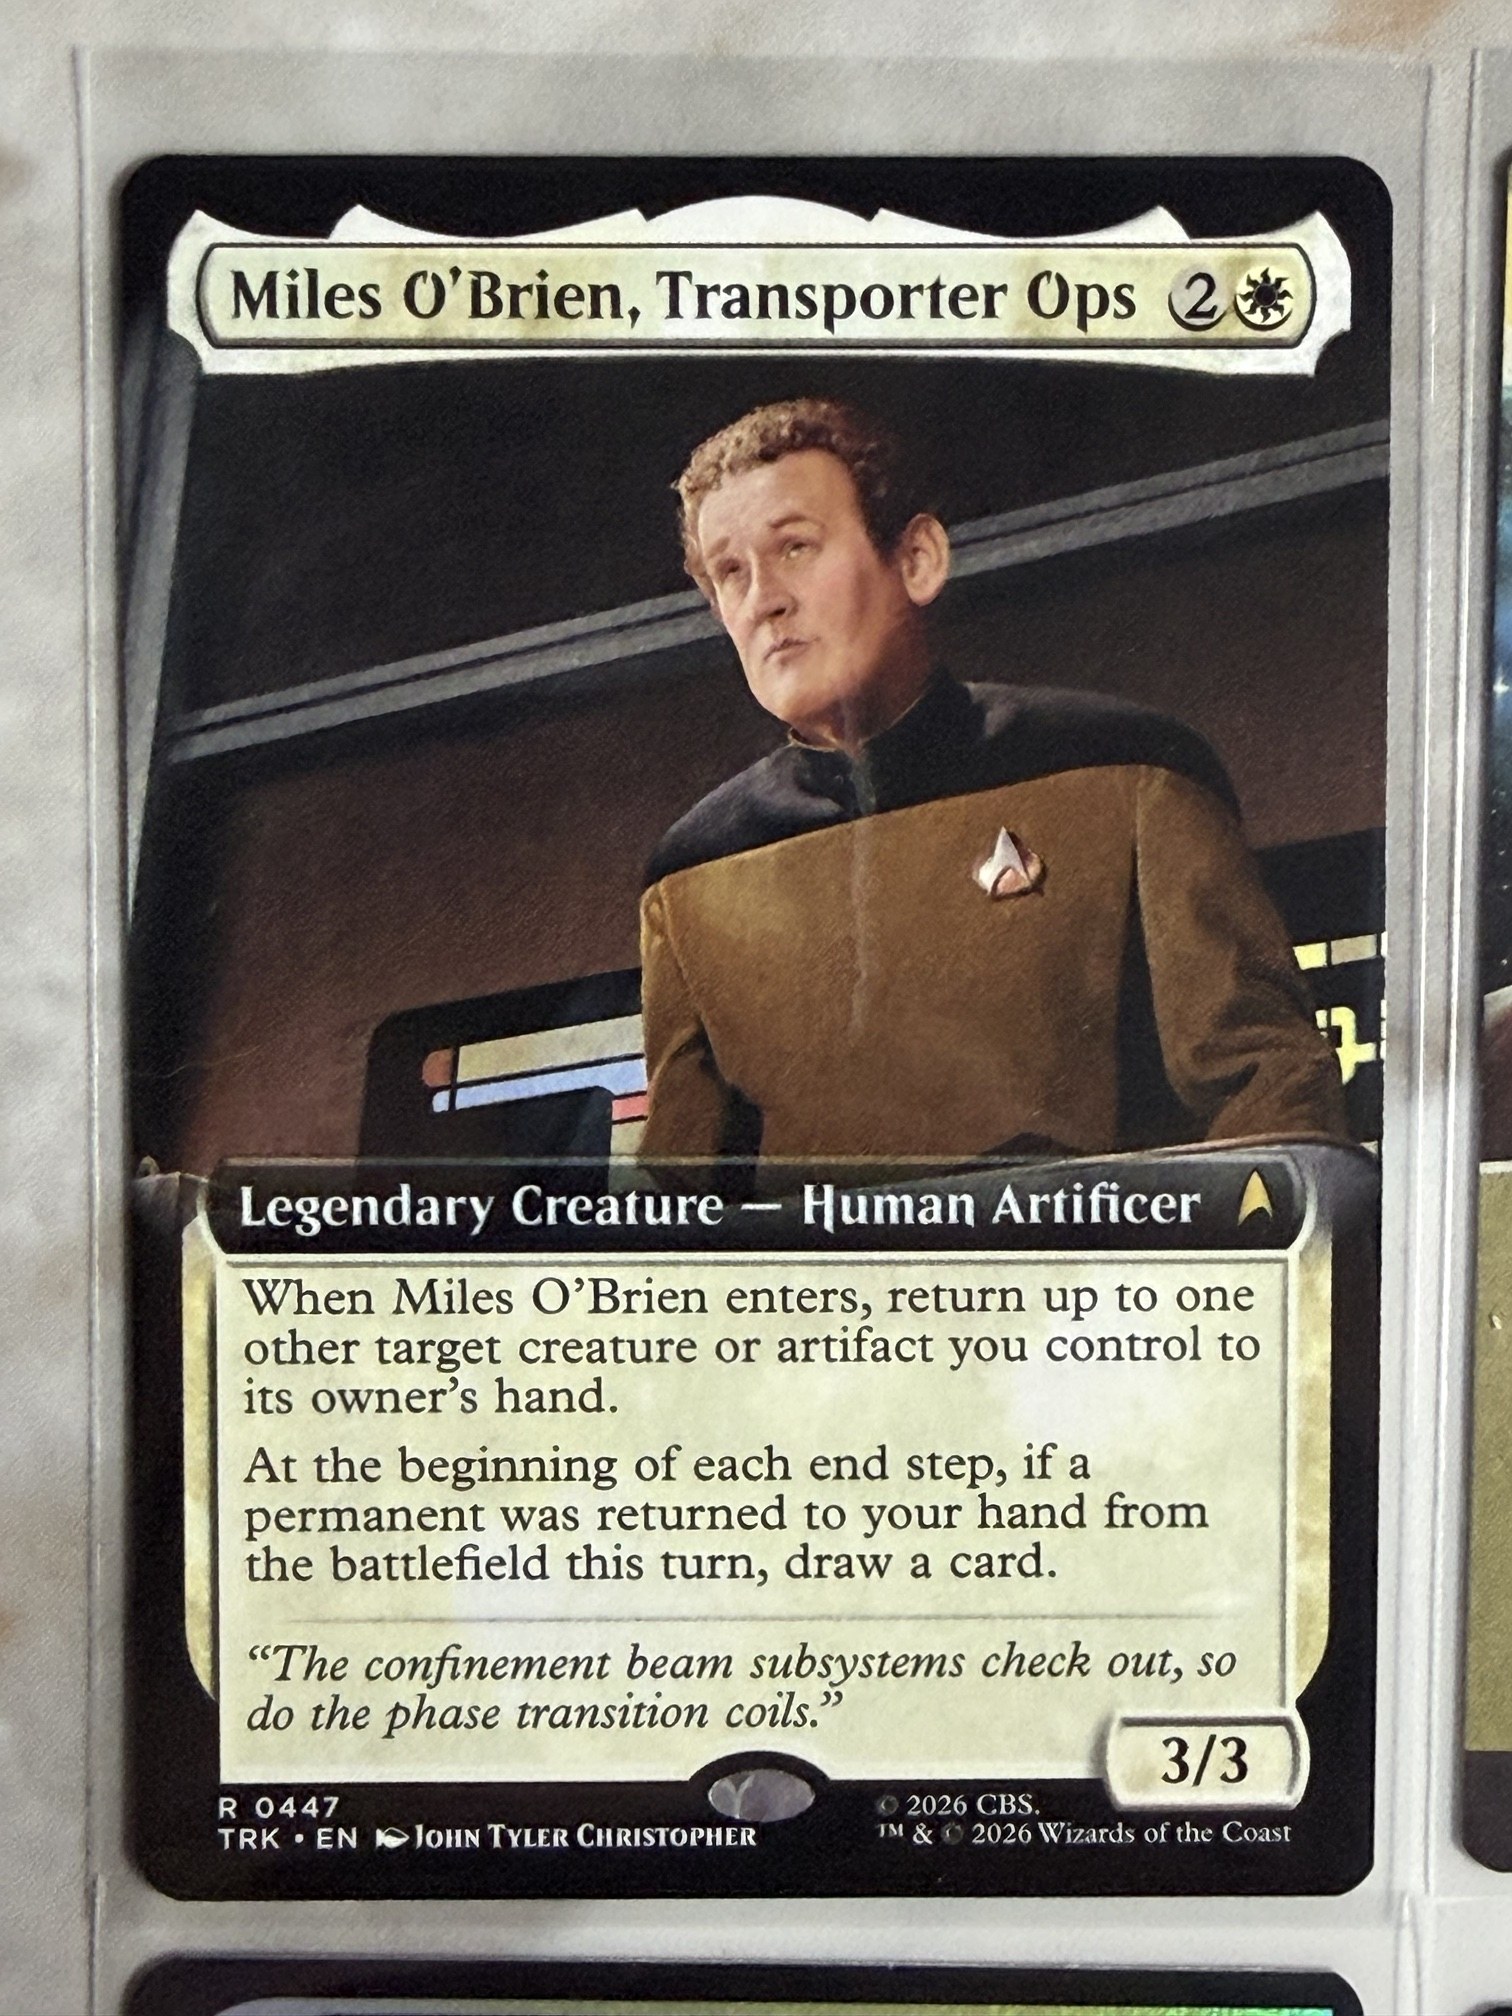 Miles O'Brien, Transporter Ops 2
Legendary Creature — Human Artificer
When Miles O'Brien enters, return up to one
other target creature or artifact you control to
its owner's hand.
At the beginning of each end step, if a
permanent was returned to your hand from
the battlefield this turn, draw a card.
“The confinement beam subsystems check out, so
do the phase transition coils.”
3/3
R 0447
TRK • EN JOHN TYLER CHRISTOPHER
© 2026 CBS.
™ & © 2026 Wizards of the Coast